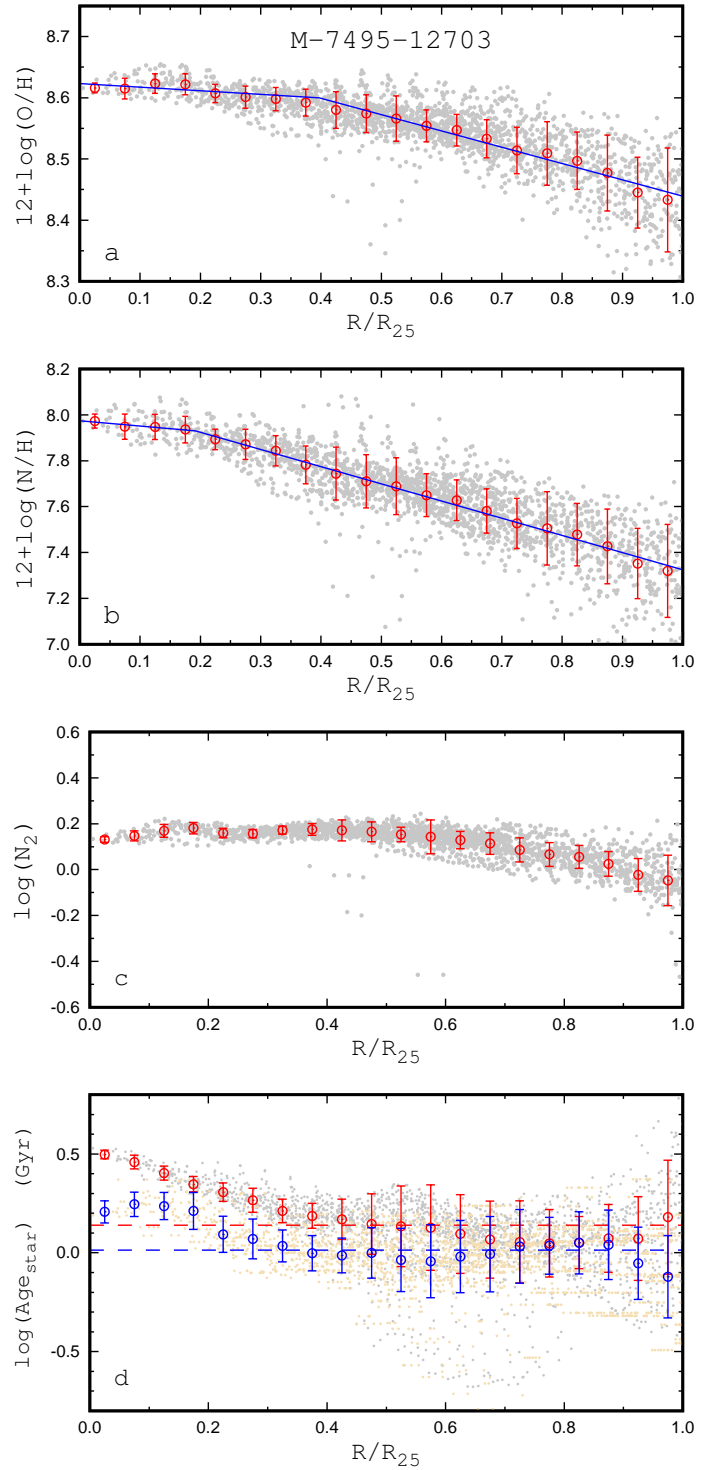 M-7495-12703
12+log(O/H)
8.7
8.6
8.5
8.4
8.3
a
0.0 0.1 0.2 0.3 0.4 0.5 0.6 0.7 0.8 0.9 1.0
R/R25
12+log(N/H)
8.2
8.0
7.8
7.6
7.4
7.2
7.0
b
0.0 0.1 0.2 0.3 0.4 0.5 0.6 0.7 0.8 0.9 1.0
R/R25
log(N2)
0.6
0.4
0.2
0.0
-0.2
-0.4
-0.6
c
0.0 0.2 0.4 0.6 0.8 1.0
R/R25
log(Agestar) (Gyr)
0.5
0.0
-0.5
d
0.0 0.2 0.4 0.6 0.8 1.0
R/R25